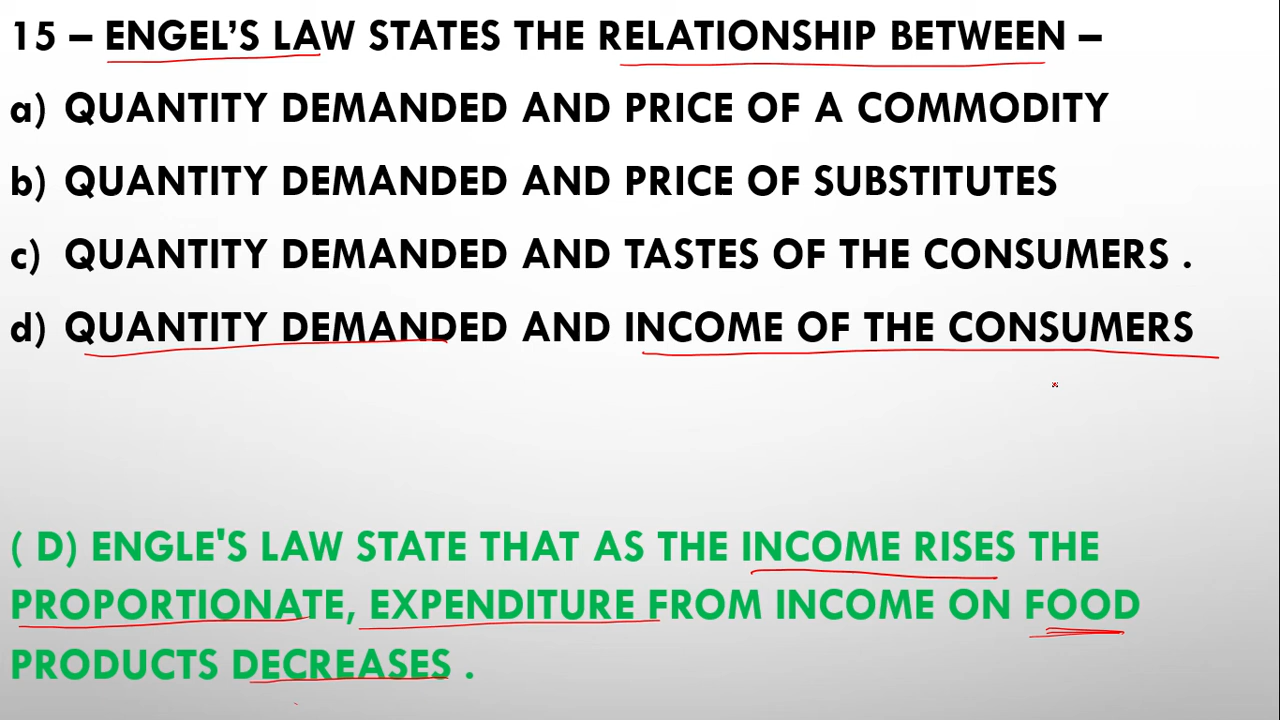 15 – ENGEL’S LAW STATES THE RELATIONSHIP BETWEEN –
a) QUANTITY DEMANDED AND PRICE OF A COMMODITY
b) QUANTITY DEMANDED AND PRICE OF SUBSTITUTES
c) QUANTITY DEMANDED AND TASTES OF THE CONSUMERS .
d) QUANTITY DEMANDED AND INCOME OF THE CONSUMERS
( D) ENGLE'S LAW STATE THAT AS THE INCOME RISES THE
PROPORTIONATE, EXPENDITURE FROM INCOME ON FOOD
PRODUCTS DECREASES .